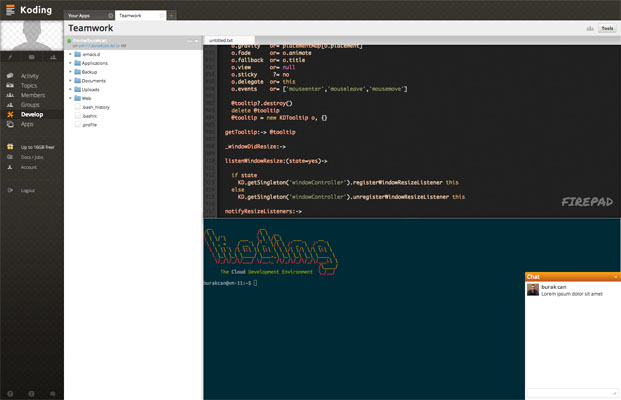 Koding
Your Apps
Teamwork
Teamwork
Tools
Activity
Topics
Members
Groups
Develop
Apps
Up to 16GB free!
Docs / Jobs
Account
Logout
.emacs.d
Applications
Backup
Documents
Uploads
Web
.bash_history
.bashrc
.profile
untitled.txt
o.gravity or= placementMap[o.placement]
o.fade or= o.animate
o.fallback or= o.title
o.view or= null
o.sticky ?= no
o.delegate or= this
o.events or= ['mouseenter','mouseleave','mousemove']
@tooltip?.destroy()
delete @tooltip
@tooltip = new KDTooltip o, {}
getTooltip:-> @tooltip
_windowDidResize:->
listenWindowResize:(state=yes)->
if state
KD.getSingleton('windowController').registerWindowResizeListener this
else
KD.getSingleton('windowController').unregisterWindowResizeListener this
notifyResizeListeners:->
FIREPAD
Koding
The Cloud Development Environment
burakcan@vm-11:~$
Chat
burak can
Lorem ipsum dolor sit amet